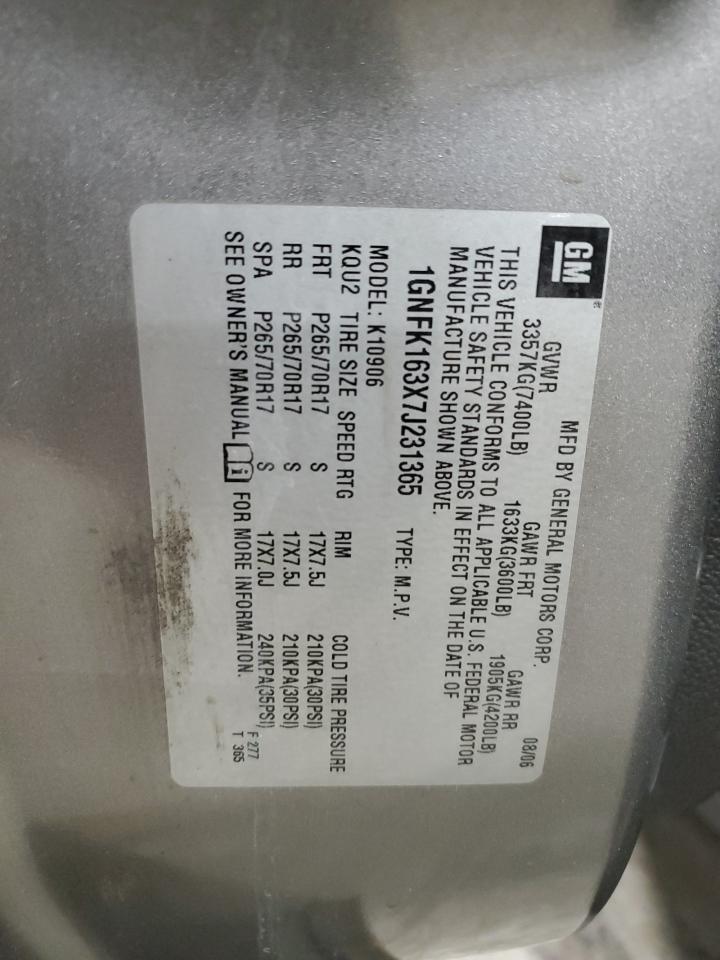 GM
MFD BY GENERAL MOTORS CORP. 08/06
GVWR GAWR FRT GAWR RR
3357KG(7400LB) 1633KG(3600LB) 1905KG(4200LB)
THIS VEHICLE CONFORMS TO ALL APPLICABLE U.S. FEDERAL MOTOR
VEHICLE SAFETY STANDARDS IN EFFECT ON THE DATE OF
MANUFACTURE SHOWN ABOVE.
1GNFK163X7J231365 TYPE: M.P.V.
MODEL: K10906
KQU2 TIRE SIZE SPEED RTG RIM COLD TIRE PRESSURE
FRT P265/70R17 S 17X7.5J 210KPA(30PSI)
RR P265/70R17 S 17X7.5J 210KPA(30PSI)
SPA P265/70R17 S 17X7.0J 240KPA(35PSI)
SEE OWNER'S MANUAL FOR MORE INFORMATION.
F 277
T 365